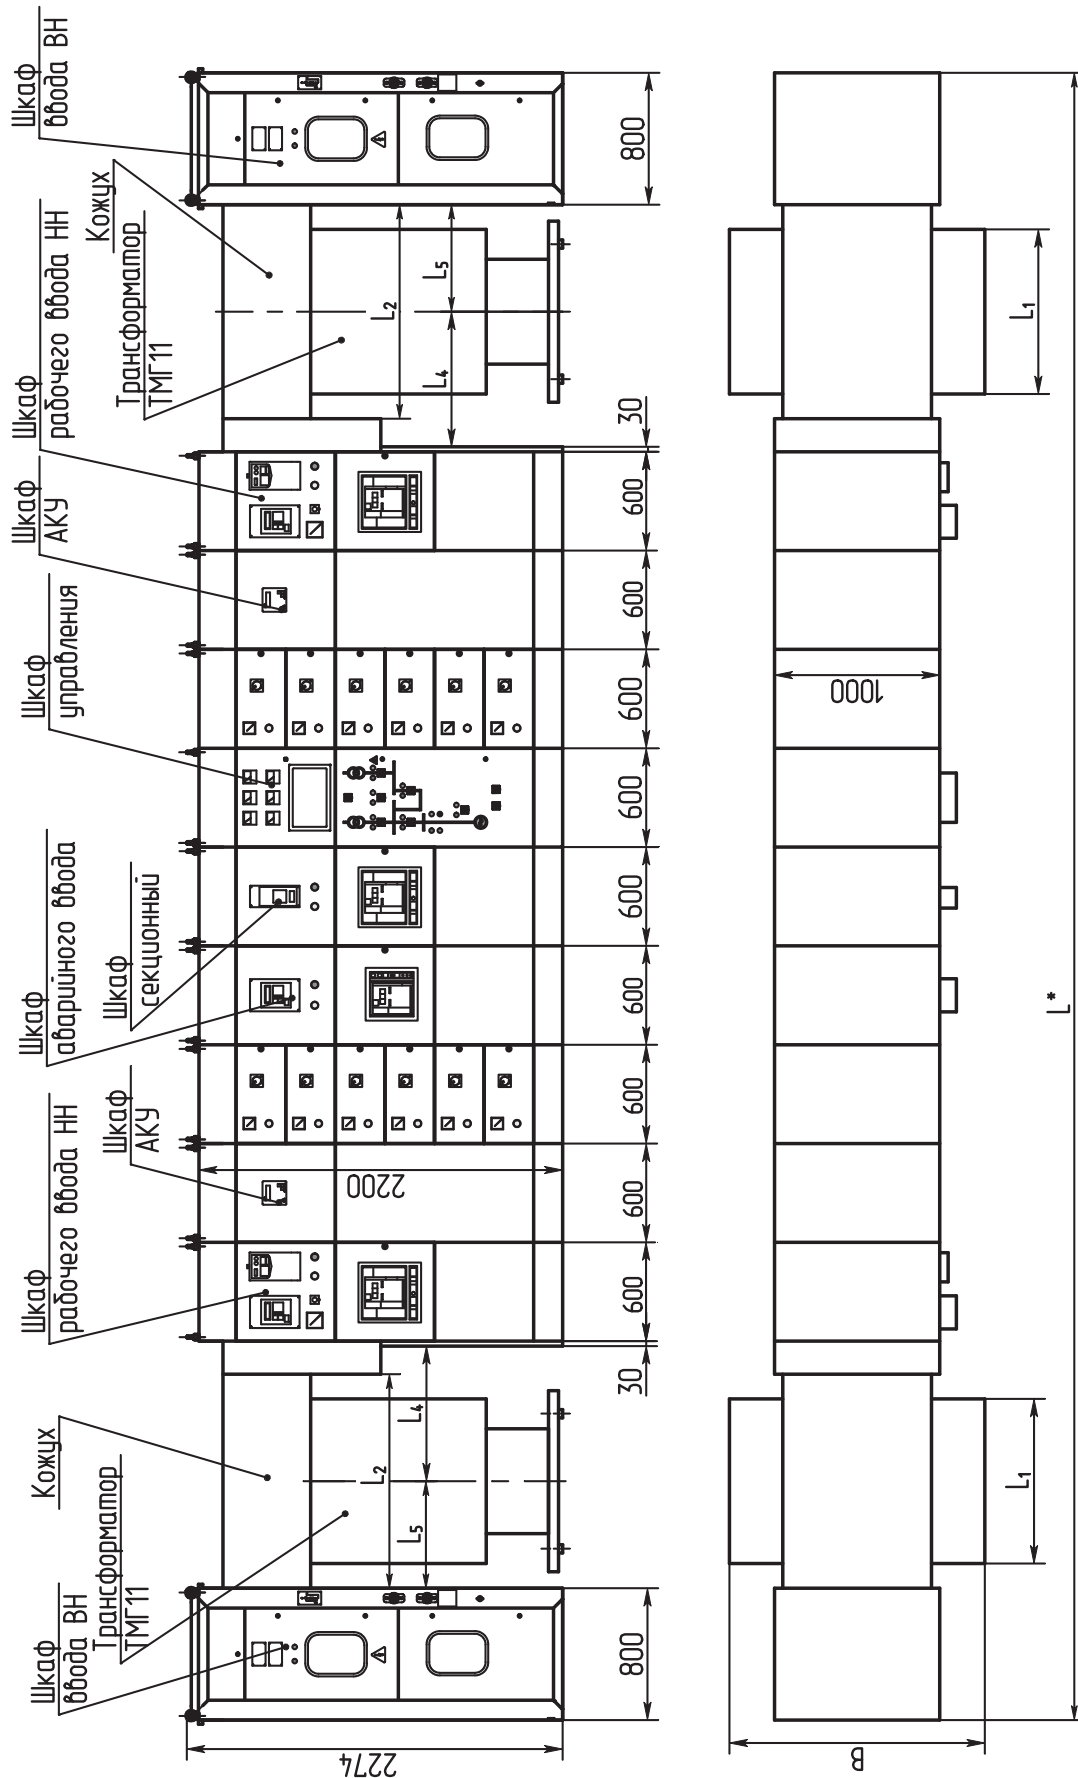 Шкаф
ввода ВН
Трансформатор
ТМГ11
Кожух
Шкаф
рабочего ввода НН
Шкаф
АКУ
Шкаф
аварийного ввода
Шкаф
секционный
Шкаф
управления
Шкаф
АКУ
Шкаф
рабочего ввода НН
Трансформатор
ТМГ11
Кожух
Шкаф
ввода ВН
2274
2200
L5
L2
L4
L4
L2
L5
800
30
600
600
600
600
600
600
600
600
600
30
800
B
L1
1000
L1
L*